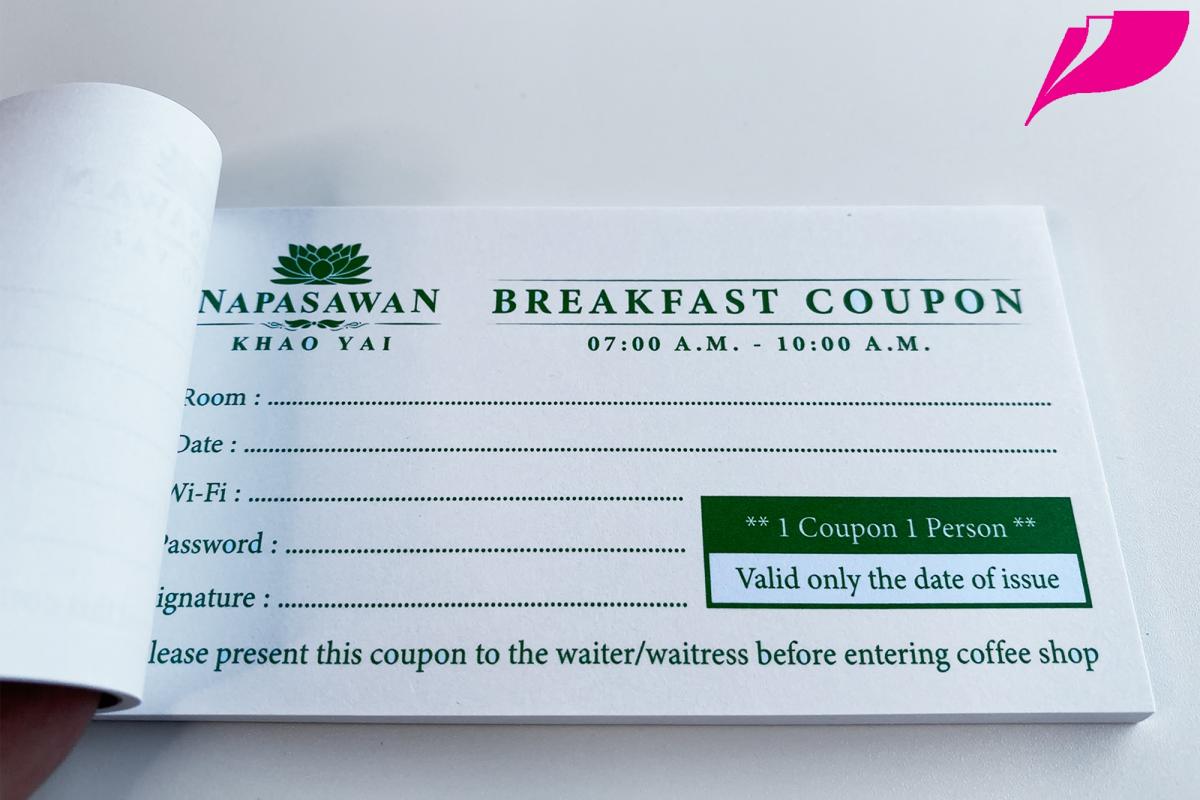 NAPASAWAN
KHAO YAI
BREAKFAST COUPON
07:00 A.M. - 10:00 A.M.
Room : ......................................................
Date : ......................................................
Wi-Fi : ..............................
Password : ..............................
ignature : ..............................
** 1 Coupon 1 Person **
Valid only the date of issue
lease present this coupon to the waiter/waitress before entering coffee shop